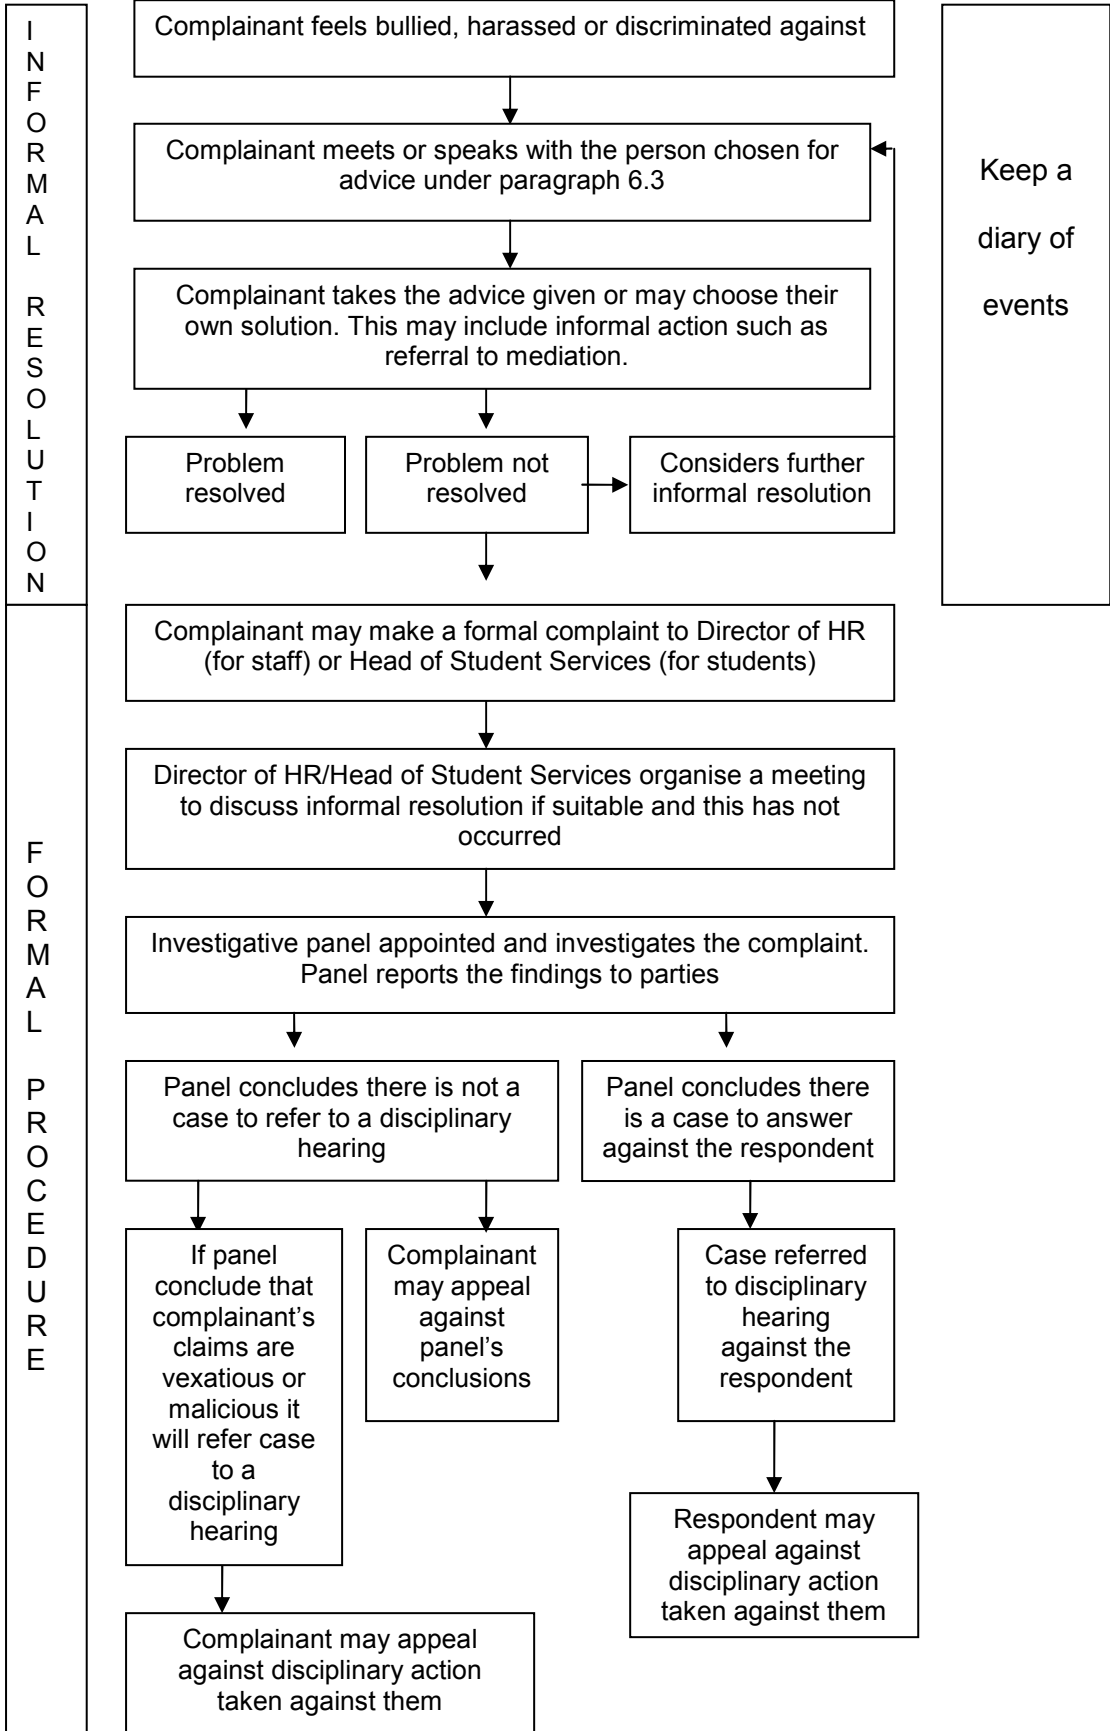 INFORMAL RESOLUTION
Complainant feels bullied, harassed or discriminated against
Keep a
diary of
events
Complainant meets or speaks with the person chosen for
advice under paragraph 6.3
Complainant takes the advice given or may choose their
own solution. This may include informal action such as
referral to mediation.
Problem
resolved
Problem not
resolved
Considers further
informal resolution
FORMAL PROCEDURE
Complainant may make a formal complaint to Director of HR
(for staff) or Head of Student Services (for students)
Director of HR/Head of Student Services organise a meeting
to discuss informal resolution if suitable and this has not
occurred
Investigative panel appointed and investigates the complaint.
Panel reports the findings to parties
Panel concludes there is not a
case to refer to a disciplinary
hearing
Panel concludes there
is a case to answer
against the respondent
If panel
conclude that
complainant’s
claims are
vexatious or
malicious it
will refer case
to a
disciplinary
hearing
Complainant
may appeal
against
panel’s
conclusions
Case referred
to disciplinary
hearing
against the
respondent
Respondent may
appeal against
disciplinary action
taken against them
Complainant may appeal
against disciplinary action
taken against them